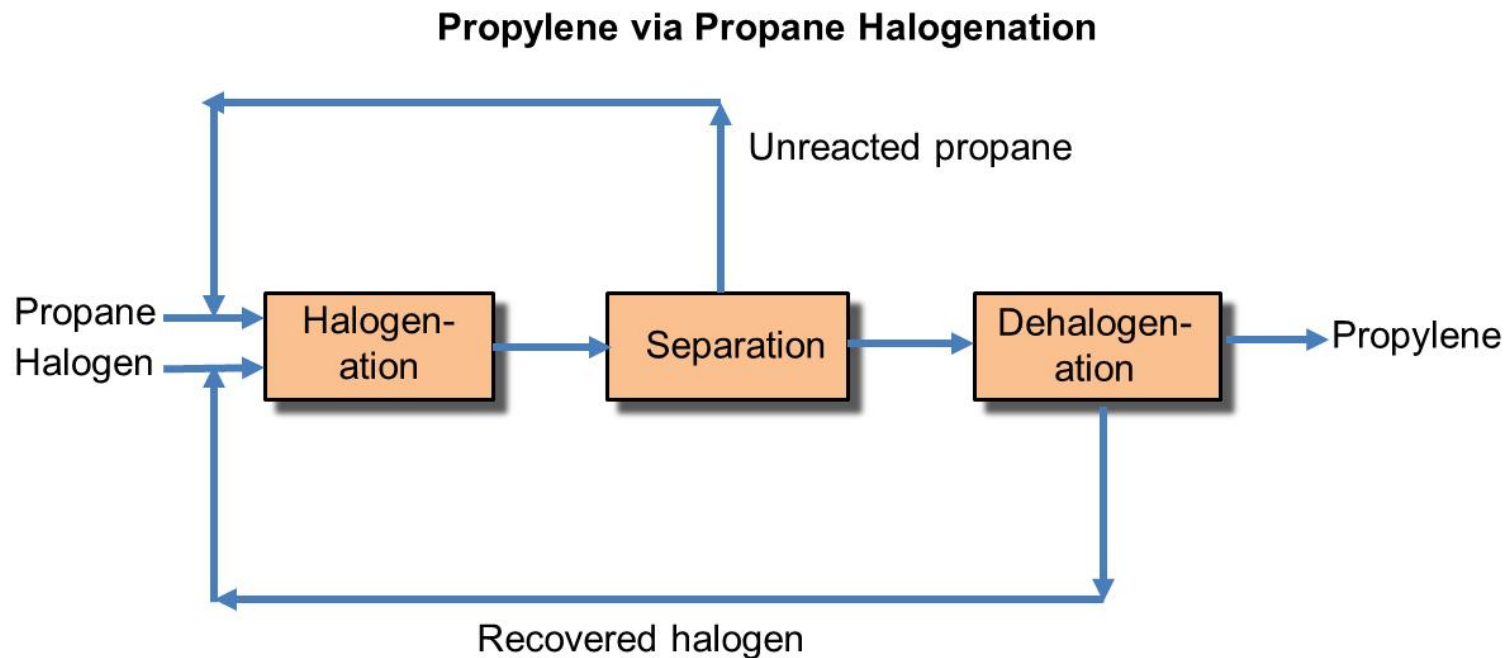 Propylene via Propane Halogenation
Unreacted propane
Propane
Halogen
Halogen-
ation
Separation
Dehalogen-
ation
Propylene
Recovered halogen